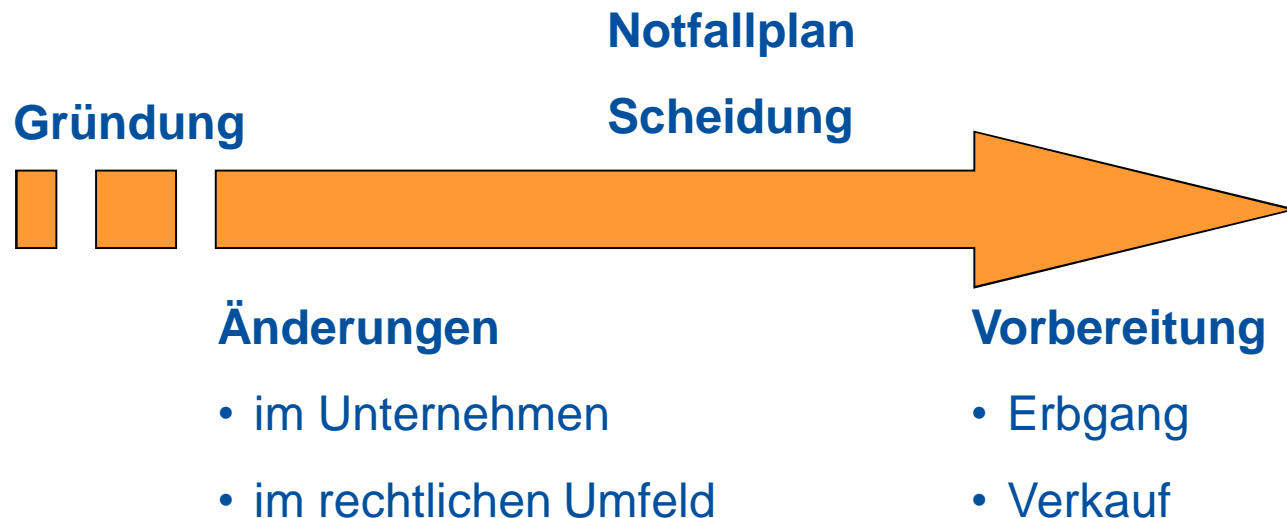 Notfallplan
Scheidung
Gründung
Änderungen
• im Unternehmen
• im rechtlichen Umfeld
Vorbereitung
• Erbgang
• Verkauf